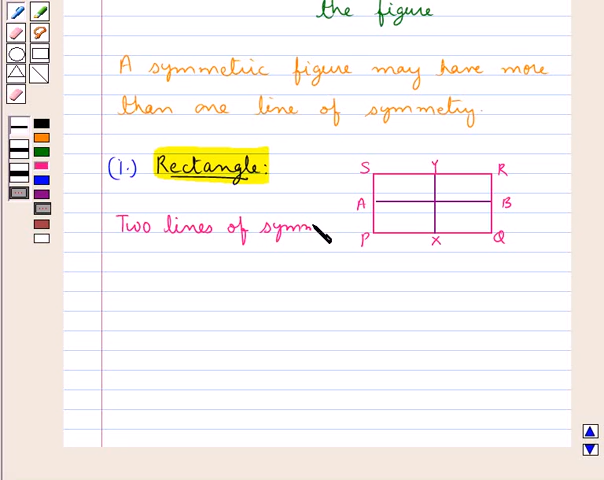 the figure
A symmetric figure may have more
than one line of symmetry.
(1.) Rectangle:
S Y R
A B
Two lines of symm
P X Q